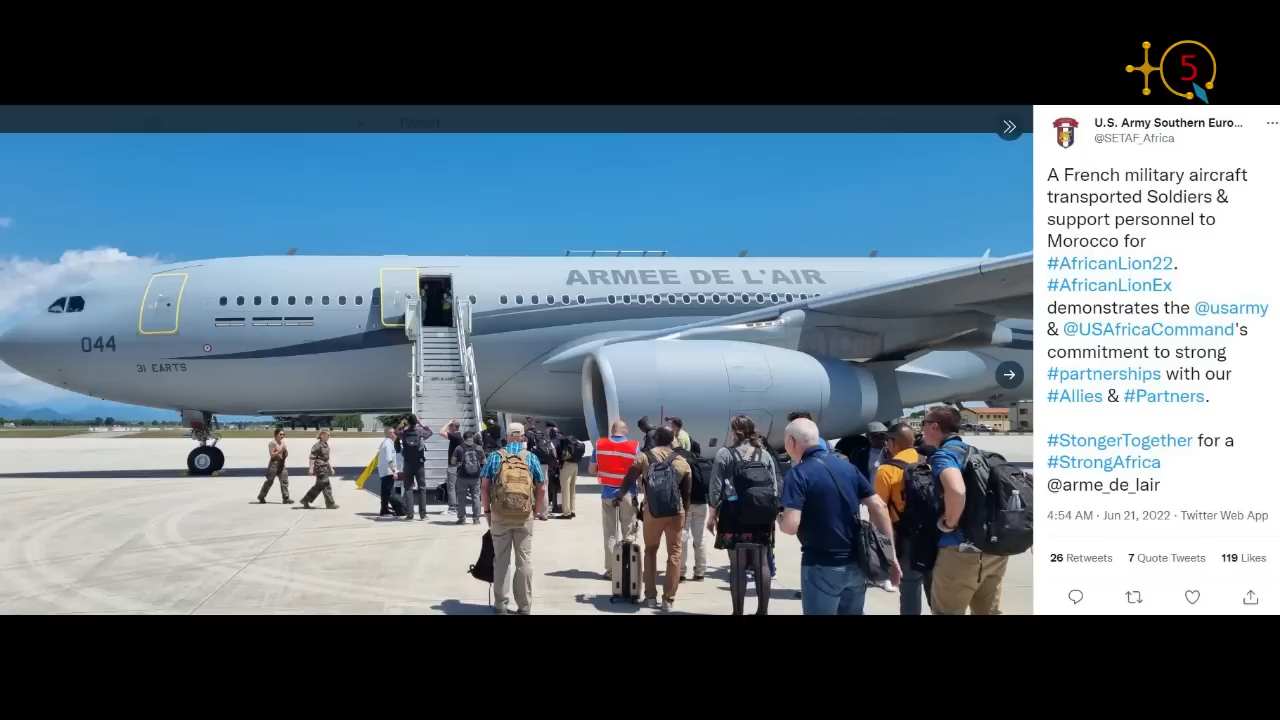 5
ARMEE DE L'AIR
044
31 EARTS
U.S. Army Southern Euro...
@SETAF_Africa
A French military aircraft
transported Soldiers &
support personnel to
Morocco for
#AfricanLion22.
#AfricanLionEx
demonstrates the @usarmy
& @USAfricaCommand's
commitment to strong
#partnerships with our
#Allies & #Partners.
#StongerTogether for a
#StrongAfrica
@arme_de_lair
4:54 AM · Jun 21, 2022 · Twitter Web App
26 Retweets 7 Quote Tweets 119 Likes